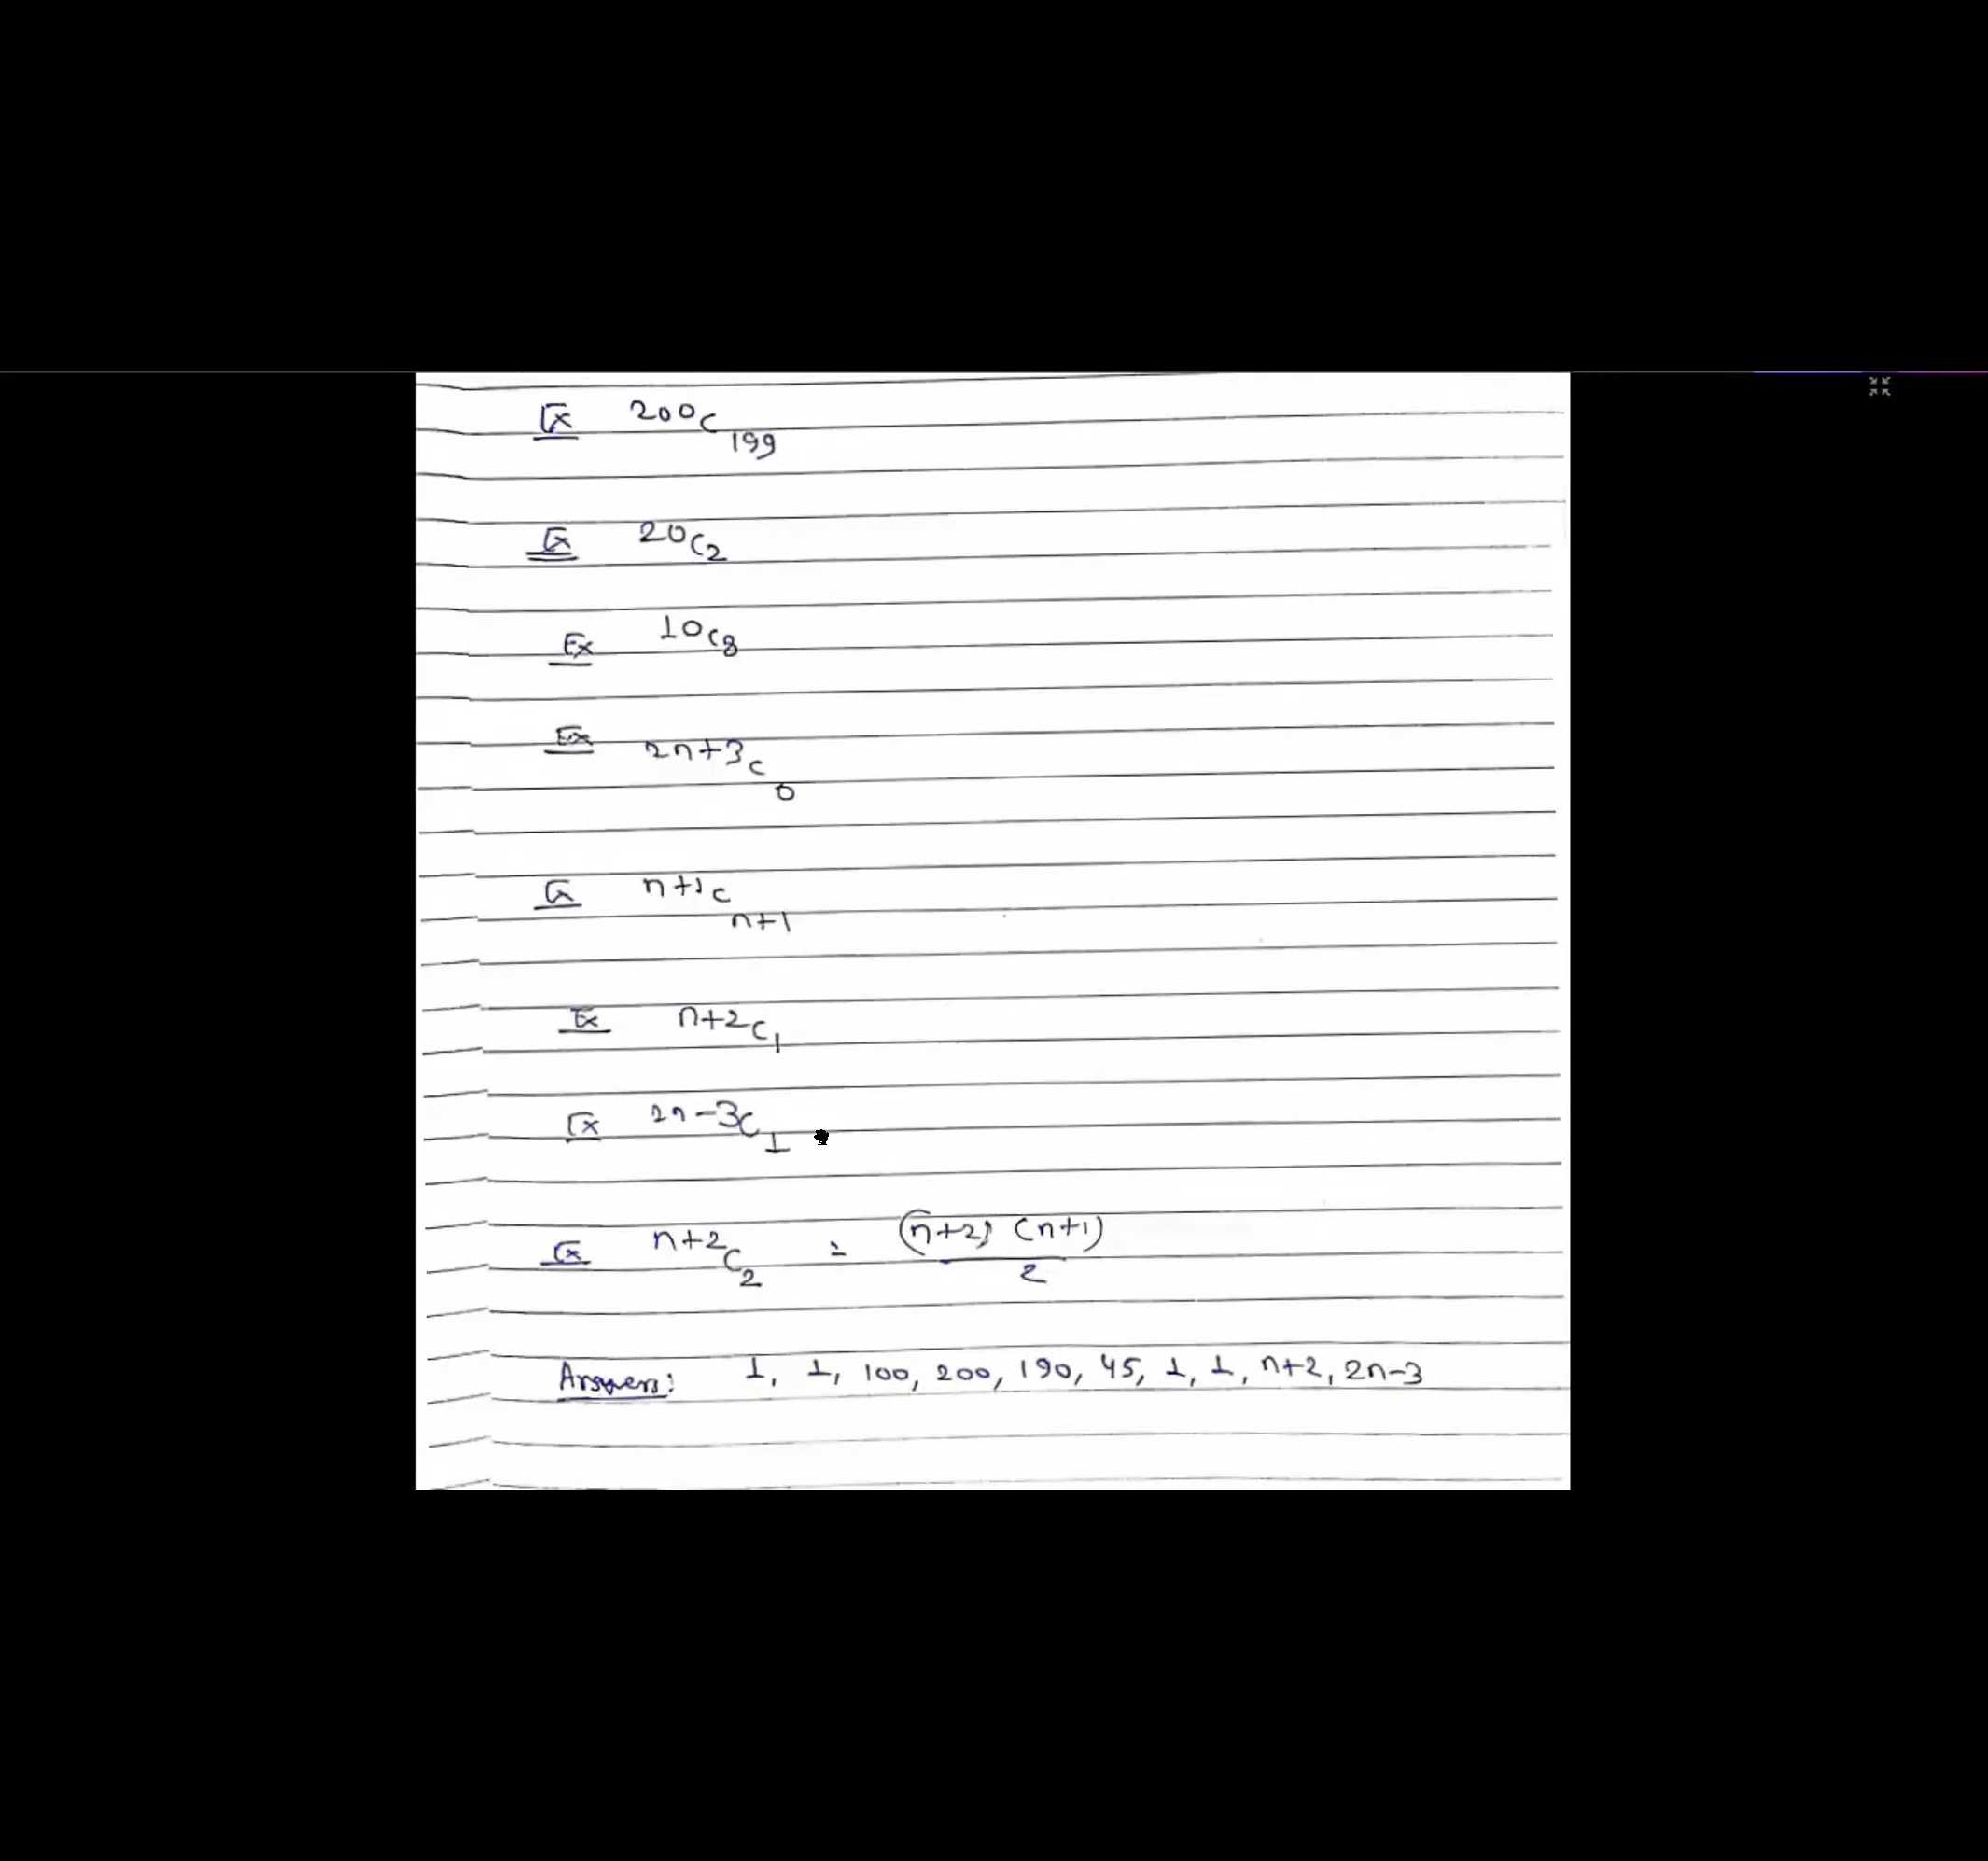 Ex 200c199
Ex 20c2
Ex 10c8
Ex 2n+3c0
Ex n+1cn+1
Ex n+2c1
Ex 2n-3c1
Ex n+2c2 = (n+2) (n+1) / 2
Answers: 1, 1, 100, 200, 190, 45, 1, 1, n+2, 2n-3